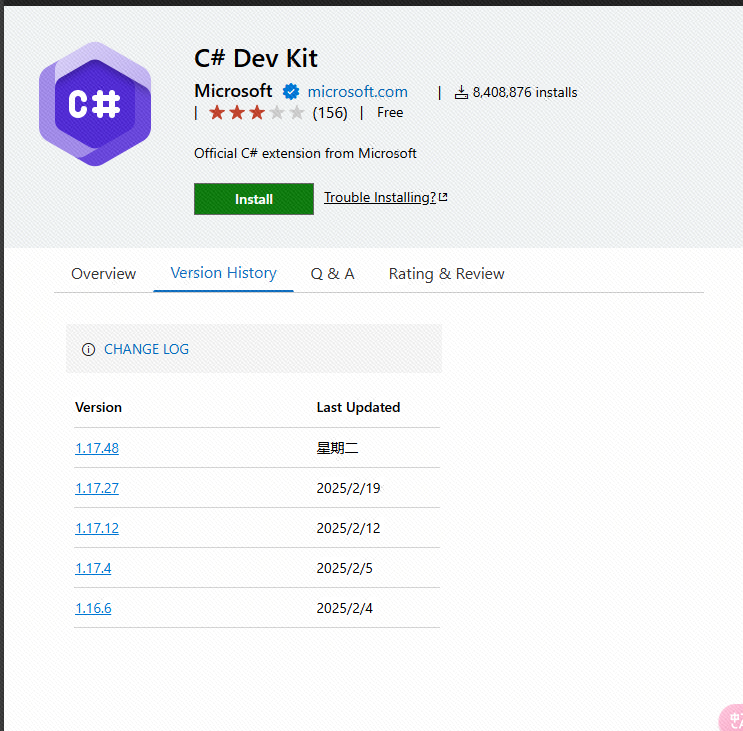 C#
C# Dev Kit
Microsoft microsoft.com | 8,408,876 installs
| (156) | Free
Official C# extension from Microsoft
Install Trouble Installing?
Overview Version History Q & A Rating & Review
CHANGE LOG
Version Last Updated
1.17.48 星期二
1.17.27 2025/2/19
1.17.12 2025/2/12
1.17.4 2025/2/5
1.16.6 2025/2/4